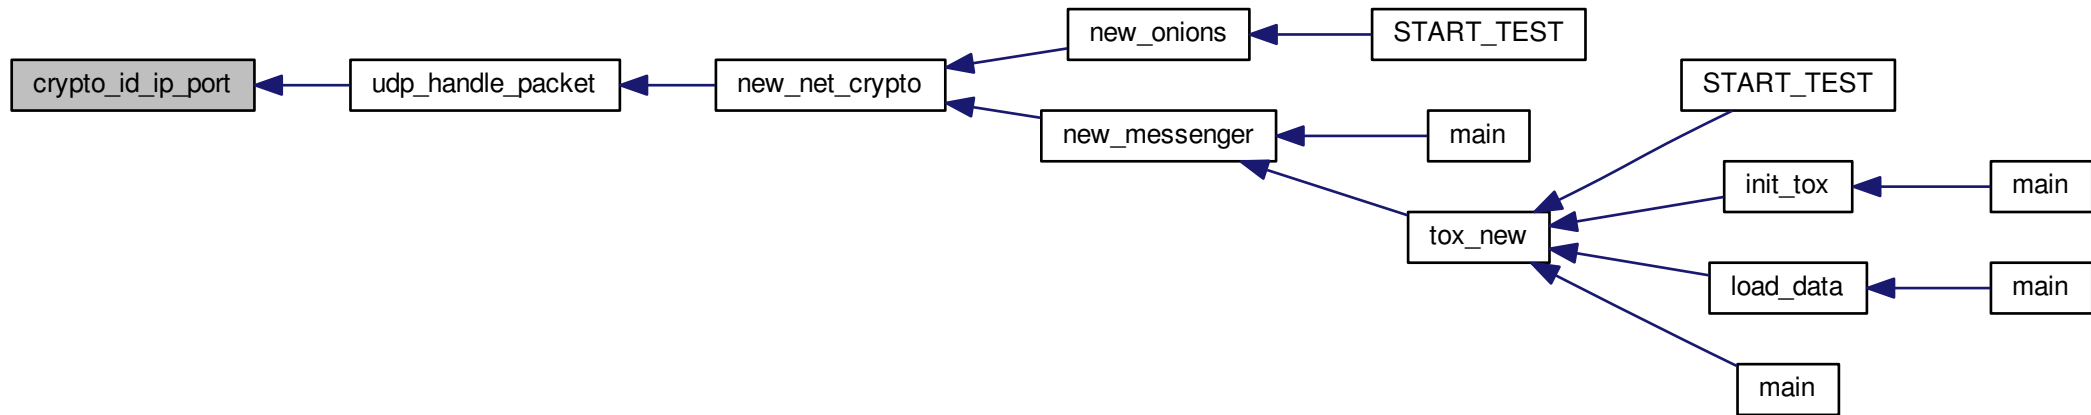 crypto_id_ip_port
udp_handle_packet
new_net_crypto
new_onions
START_TEST
new_messenger
main
tox_new
START_TEST
init_tox
main
load_data
main
main